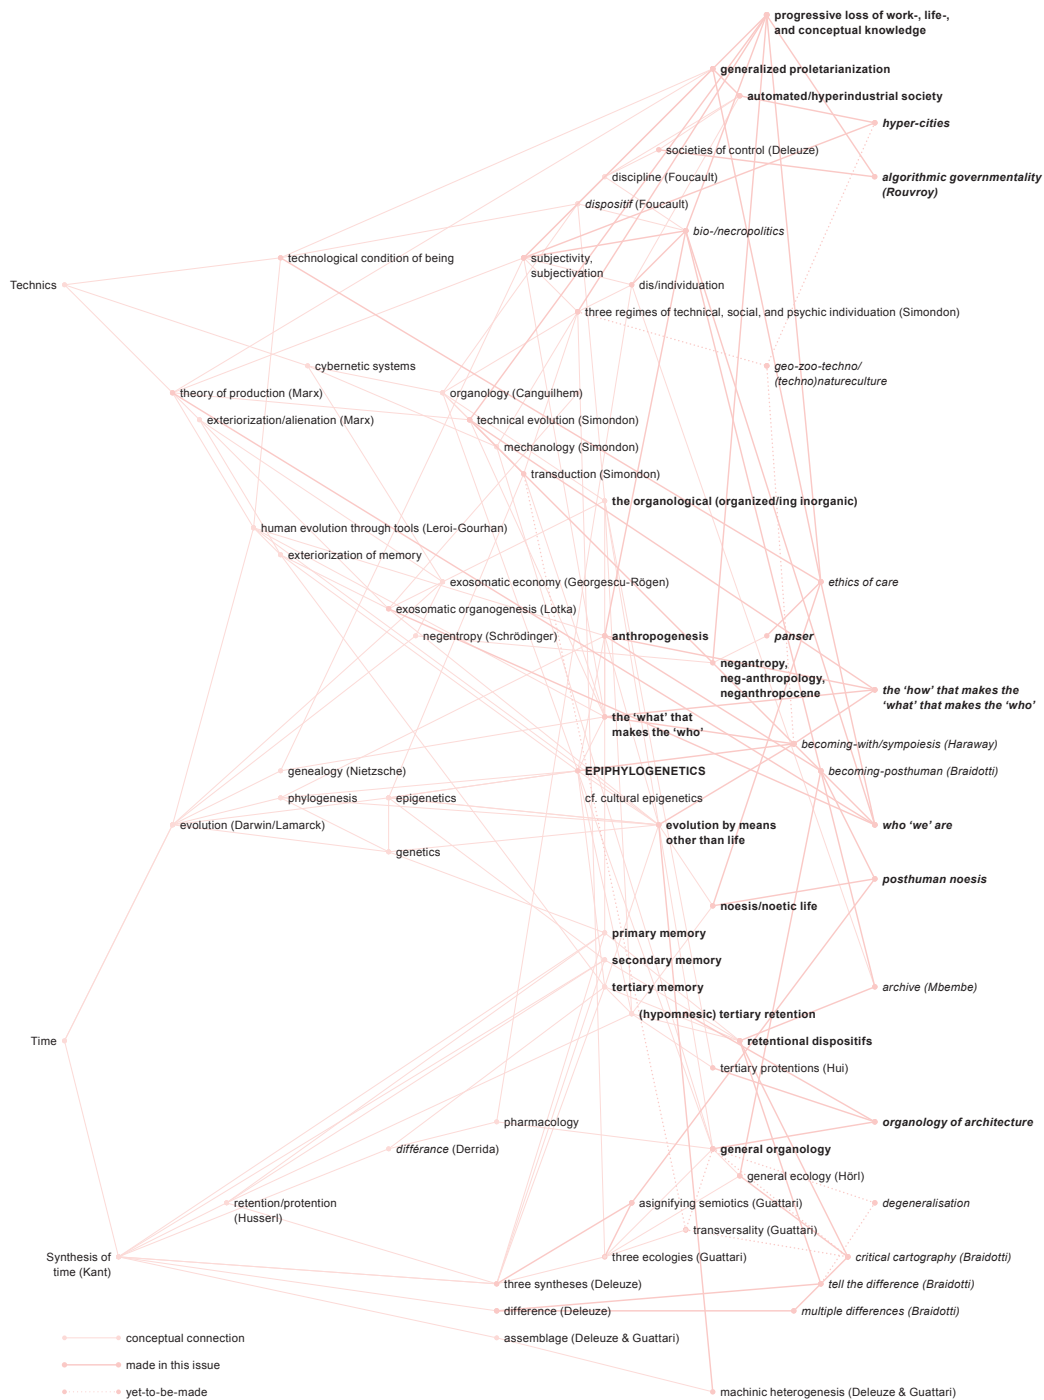 progressive loss of work-, life-,
and conceptual knowledge
generalized proletarianization
automated/hyperindustrial society
hyper-cities
societies of control (Deleuze)
discipline (Foucault)
algorithmic governmentality
(Rouvroy)
dispositif (Foucault)
bio-/necropolitics
technological condition of being
subjectivity,
subjectivation
Technics
dis/individuation
three regimes of technical, social, and psychic individuation (Simondon)
cybernetic systems
geo-zoo-techno/
(techno)natureculture
theory of production (Marx)
organology (Canguilhem)
exteriorization/alienation (Marx)
technical evolution (Simondon)
mechanology (Simondon)
transduction (Simondon)
the organological (organized/ing inorganic)
human evolution through tools (Leroi-Gourhan)
exteriorization of memory
exosomatic economy (Georgescu-Rögen)
ethics of care
exosomatic organogenesis (Lotka)
negentropy (Schrödinger)
anthropogenesis
panser
negantropy,
neg-anthropology,
neganthropocene
the ‘how’ that makes the
‘what’ that makes the ‘who’
the ‘what’ that
makes the ‘who’
becoming-with/sympoiesis (Haraway)
genealogy (Nietzsche)
EPIPHYLOGENETICS
becoming-posthuman (Braidotti)
phylogenesis
epigenetics
cf. cultural epigenetics
evolution (Darwin/Lamarck)
evolution by means
other than life
who ‘we’ are
genetics
posthuman noesis
noesis/noetic life
primary memory
secondary memory
tertiary memory
archive (Mbembe)
(hypomnesic) tertiary retention
Time
retentional dispositifs
tertiary protentions (Hui)
pharmacology
organology of architecture
différance (Derrida)
general organology
general ecology (Hörl)
retention/protention
(Husserl)
asignifying semiotics (Guattari)
degeneralisation
transversality (Guattari)
Synthesis of
time (Kant)
three ecologies (Guattari)
critical cartography (Braidotti)
three syntheses (Deleuze)
tell the difference (Braidotti)
difference (Deleuze)
multiple differences (Braidotti)
conceptual connection
assemblage (Deleuze & Guattari)
made in this issue
yet-to-be-made
machinic heterogenesis (Deleuze & Guattari)